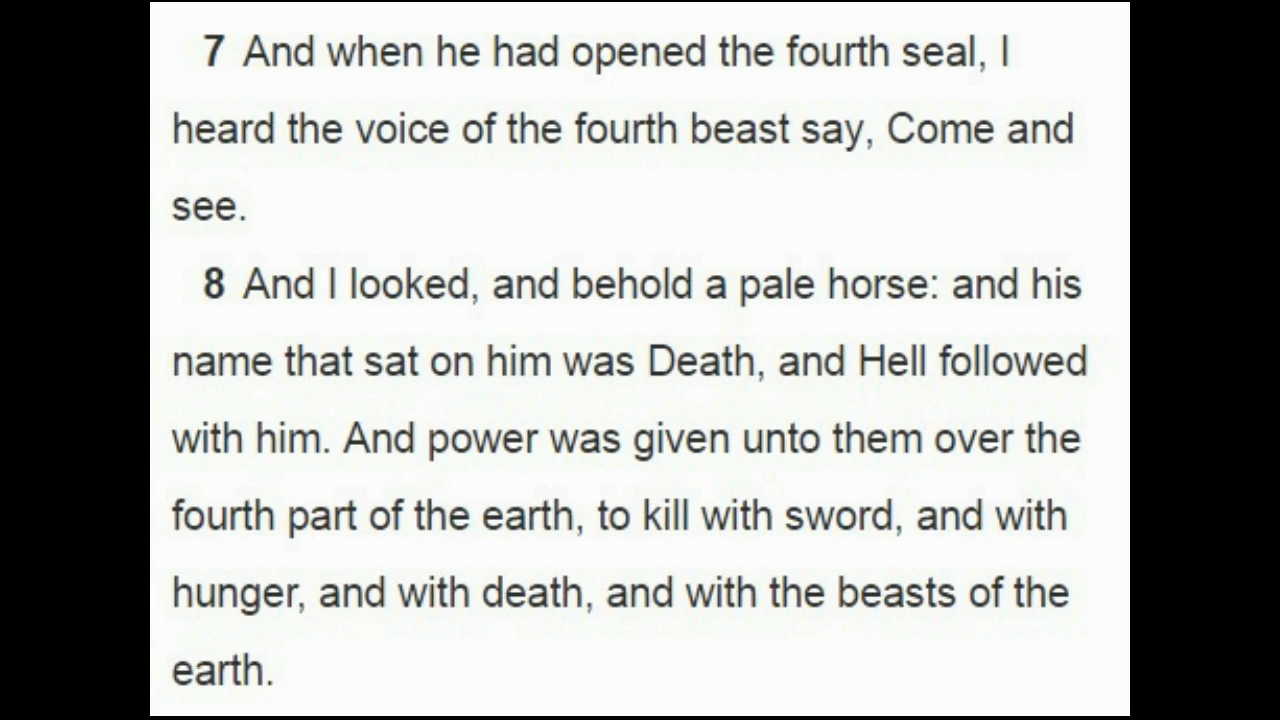 7 And when he had opened the fourth seal, I
heard the voice of the fourth beast say, Come and
see.
8 And I looked, and behold a pale horse: and his
name that sat on him was Death, and Hell followed
with him. And power was given unto them over the
fourth part of the earth, to kill with sword, and with
hunger, and with death, and with the beasts of the
earth.